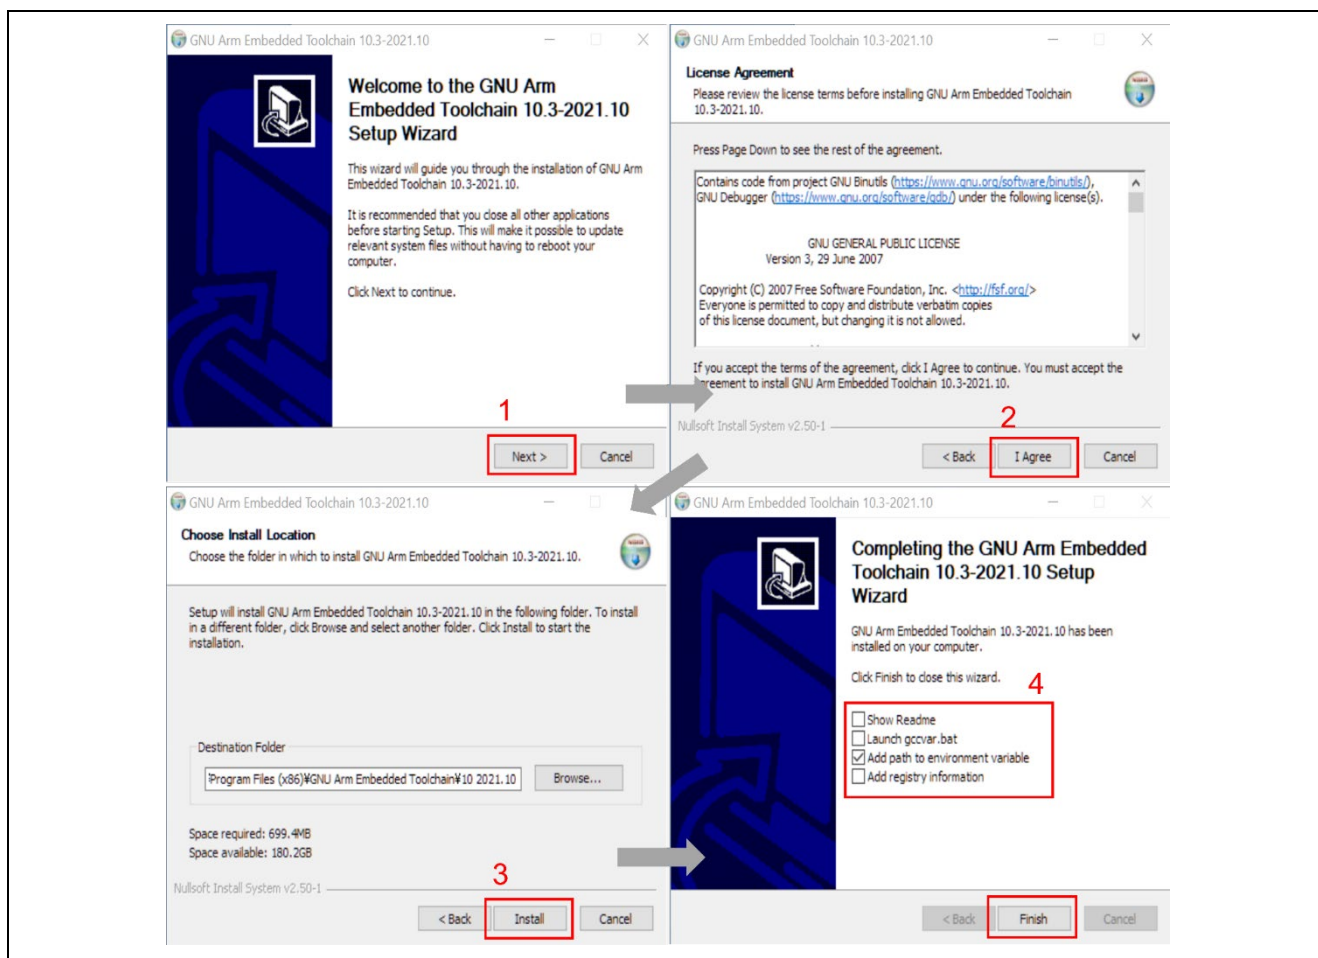 GNU Arm Embedded Toolchain 10.3-2021.10
Welcome to the GNU Arm
Embedded Toolchain 10.3-2021.10
Setup Wizard
This wizard will guide you through the installation of GNU Arm
Embedded Toolchain 10.3-2021.10.
It is recommended that you close all other applications
before starting Setup. This will make it possible to update
relevant system files without having to reboot your
computer.
Click Next to continue.
1
Next >
Cancel
GNU Arm Embedded Toolchain 10.3-2021.10
License Agreement
Please review the license terms before installing GNU Arm Embedded Toolchain
10.3-2021.10.
Press Page Down to see the rest of the agreement.
Contains code from project GNU Binutils (https://www.gnu.org/software/binutils/),
GNU Debugger (https://www.gnu.org/software/gdb/) under the following license(s).
GNU GENERAL PUBLIC LICENSE
Version 3, 29 June 2007
Copyright (C) 2007 Free Software Foundation, Inc. <http://fsf.org/>
Everyone is permitted to copy and distribute verbatim copies
of this license document, but changing it is not allowed.
If you accept the terms of the agreement, click I Agree to continue. You must accept the
agreement to install GNU Arm Embedded Toolchain 10.3-2021.10.
2
Nullsoft Install System v2.50-1
< Back
I Agree
Cancel
GNU Arm Embedded Toolchain 10.3-2021.10
Choose Install Location
Choose the folder in which to install GNU Arm Embedded Toolchain 10.3-2021.10.
Setup will install GNU Arm Embedded Toolchain 10.3-2021.10 in the following folder. To install
in a different folder, click Browse and select another folder. Click Install to start the
installation.
Destination Folder
Program Files (x86)¥GNU Arm Embedded Toolchain¥10 2021.10
Browse...
Space required: 699.4MB
Space available: 180.2GB
3
Nullsoft Install System v2.50-1
< Back
Install
Cancel
GNU Arm Embedded Toolchain 10.3-2021.10
Completing the GNU Arm Embedded
Toolchain 10.3-2021.10 Setup
Wizard
GNU Arm Embedded Toolchain 10.3-2021.10 has been
installed on your computer.
Click Finish to close this wizard.
4
Show Readme
Launch gccvar.bat
Add path to environment variable
Add registry information
< Back
Finish
Cancel